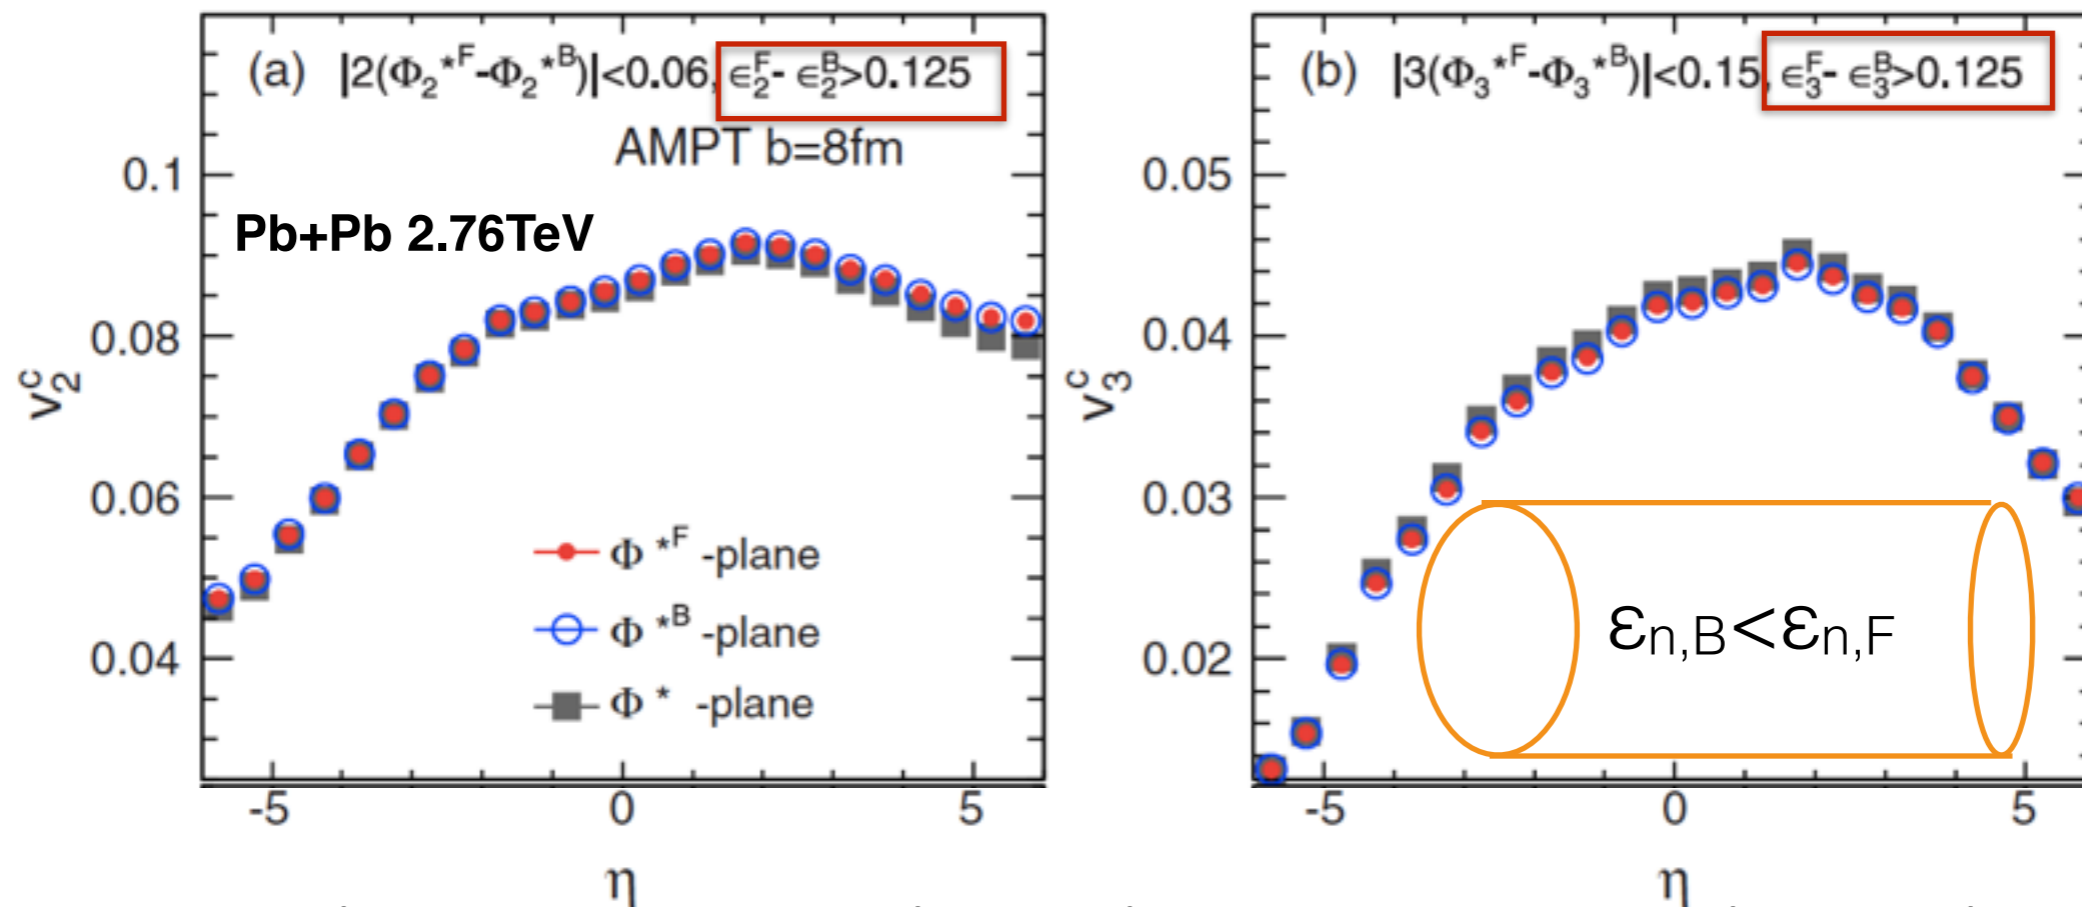 (a) |2(Φ₂*ᶠ-Φ₂*ᴮ)|<0.06, ϵ₂ᶠ- ϵ₂ᴮ>0.125
AMPT b=8fm
Pb+Pb 2.76TeV
0.1
0.08
0.06
0.04
v₂ᶜ
Φ *ᶠ -plane
Φ *ᴮ -plane
Φ * -plane
-5 0 5
η
(b) |3(Φ₃*ᶠ-Φ₃*ᴮ)|<0.15, ϵ₃ᶠ- ϵ₃ᴮ>0.125
0.05
0.04
0.03
0.02
v₃ᶜ
εn,B<εn,F
-5 0 5
η